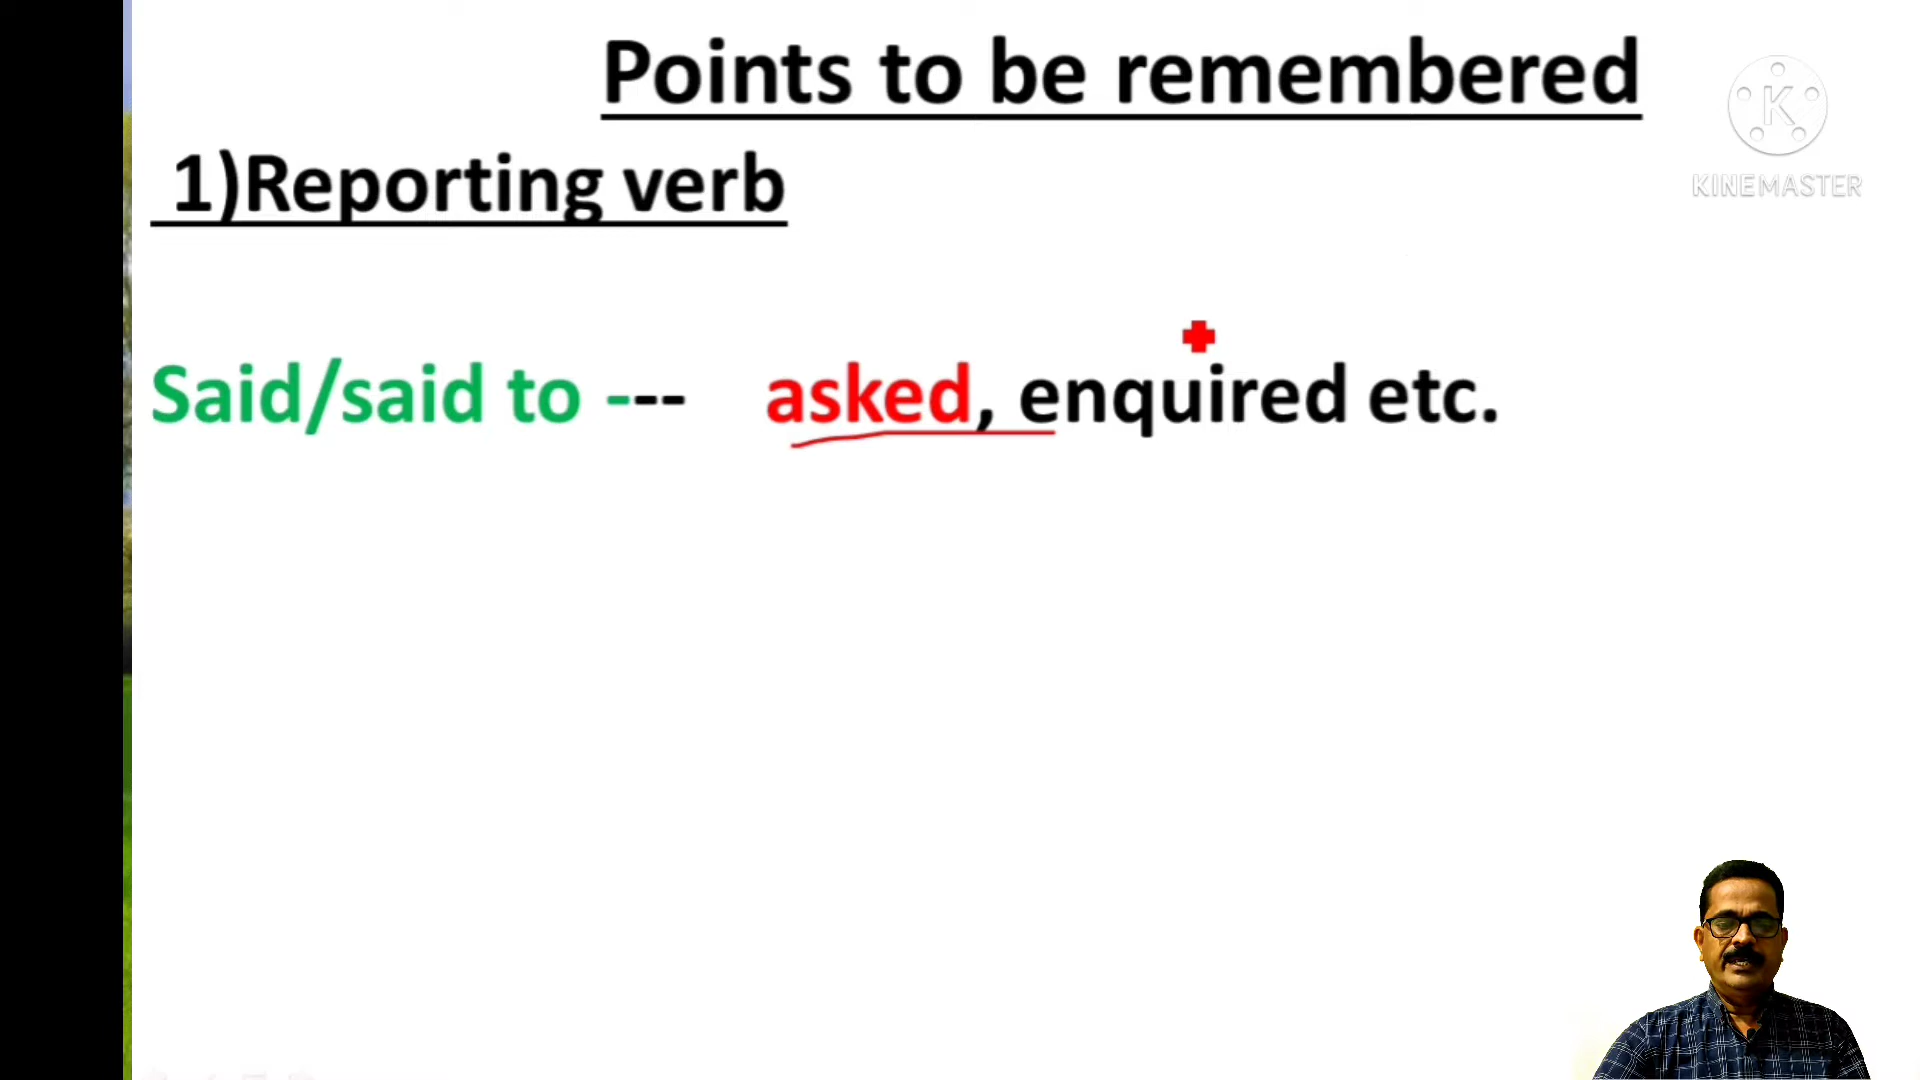 Points to be remembered
1)Reporting verb
KINEMASTER
Said/said to --- asked, enquired etc.